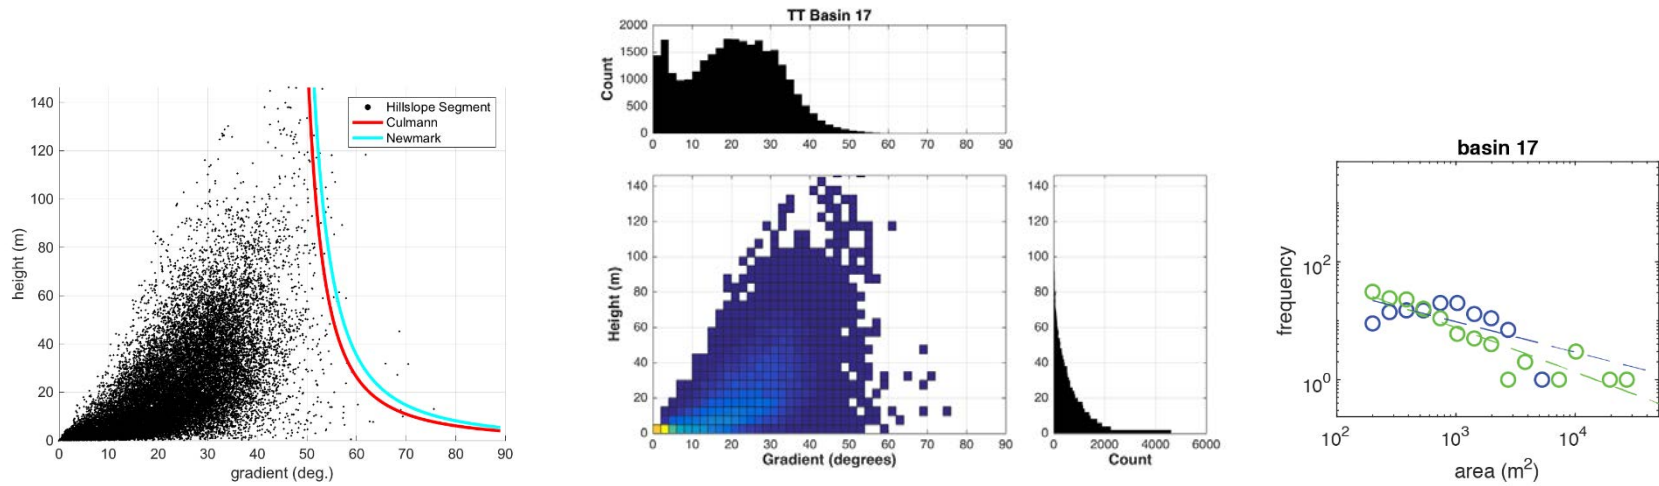 140
120
100
80
60
40
20
0
height (m)
0 10 20 30 40 50 60 70 80 90
gradient (deg.)
Hillslope Segment
Culmann
Newmark
TT Basin 17
2000
1500
1000
500
0
Count
0 10 20 30 40 50 60 70 80 90
140
120
100
80
60
40
20
0
Height (m)
0 10 20 30 40 50 60 70 80 90
Gradient (degrees)
140
120
100
80
60
40
20
0
0 2000 4000 6000
Count
basin 17
10²
10⁰
frequency
10² 10³ 10⁴
area (m²)